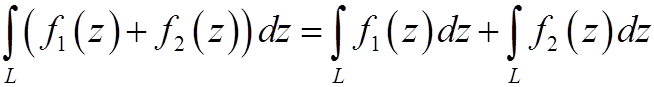 ∫_L (f₁(z) + f₂(z)) dz = ∫_L f₁(z) dz + ∫_L f₂(z) dz